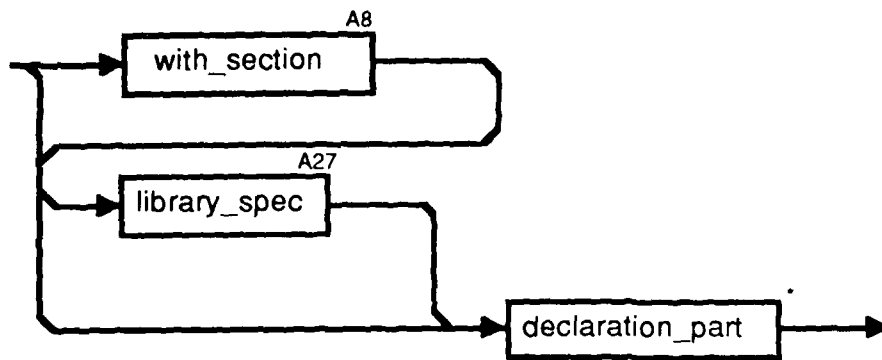 A8
with_section
A27
library_spec
declaration_part